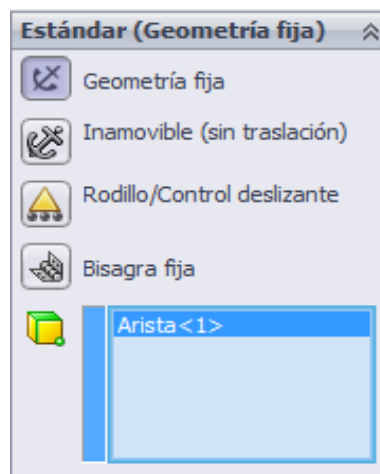 Estándar (Geometría fija)
Geometría fija
Inamovible (sin traslación)
Rodillo/Control deslizante
Bisagra fija
Arista<1>